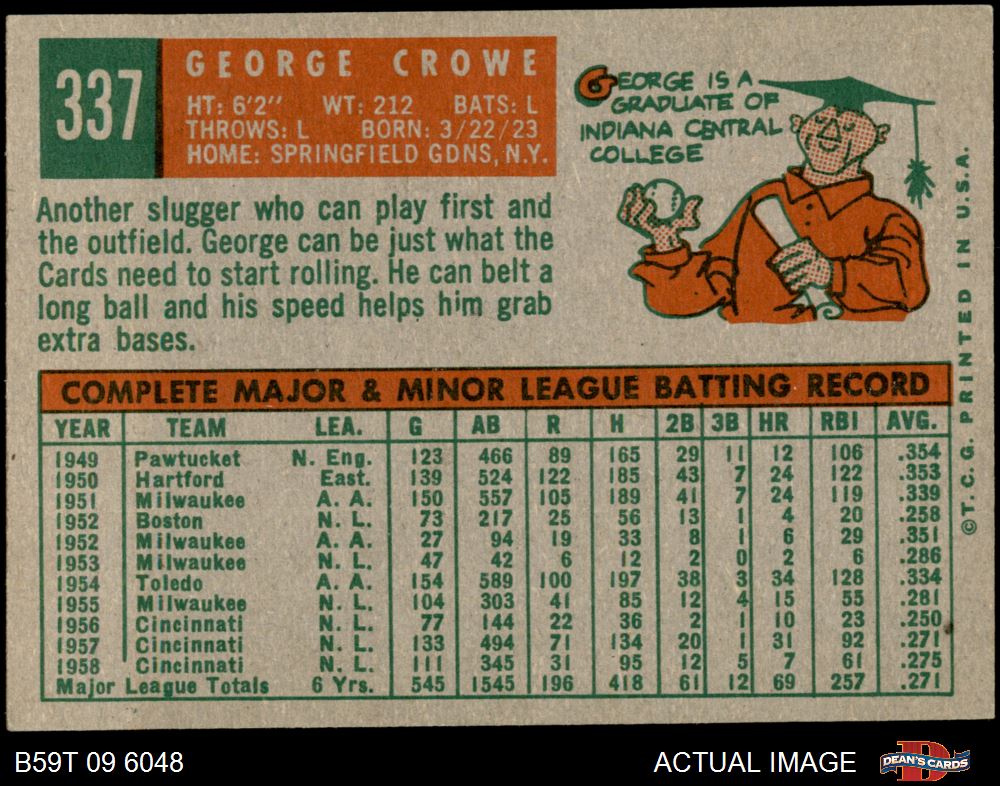 337
GEORGE CROWE
HT: 6'2" WT: 212 BATS: L
THROWS: L BORN: 3/22/23
HOME: SPRINGFIELD GDNS, N.Y.
GEORGE IS A
GRADUATE OF
INDIANA CENTRAL
COLLEGE
Another slugger who can play first and
the outfield. George can be just what the
Cards need to start rolling. He can belt a
long ball and his speed helps him grab
extra bases.
COMPLETE MAJOR & MINOR LEAGUE BATTING RECORD
YEAR TEAM LEA. G AB R H 2B 3B HR RBI AVG.
1949 Pawtucket N. Eng. 123 466 89 165 29 11 12 106 .354
1950 Hartford East. 139 524 122 185 43 7 24 122 .353
1951 Milwaukee A. A. 150 557 105 189 41 7 24 119 .339
1952 Boston N. L. 73 217 25 56 13 1 4 20 .258
1952 Milwaukee A. A. 27 94 19 33 8 1 6 29 .351
1953 Milwaukee N. L. 47 42 6 12 2 0 2 6 .286
1954 Toledo A. A. 154 589 100 197 38 3 34 128 .334
1955 Milwaukee N. L. 104 303 41 85 12 4 15 55 .281
1956 Cincinnati N. L. 77 144 22 36 2 1 10 23 .250
1957 Cincinnati N. L. 133 494 71 134 20 1 31 92 .271
1958 Cincinnati N. L. 111 345 31 95 12 5 7 61 .275
Major League Totals 6 Yrs. 545 1545 196 418 61 12 69 257 .271
©T.C.G. PRINTED IN U.S.A.
B59T 09 6048
ACTUAL IMAGE
D
DEAN'S CARDS